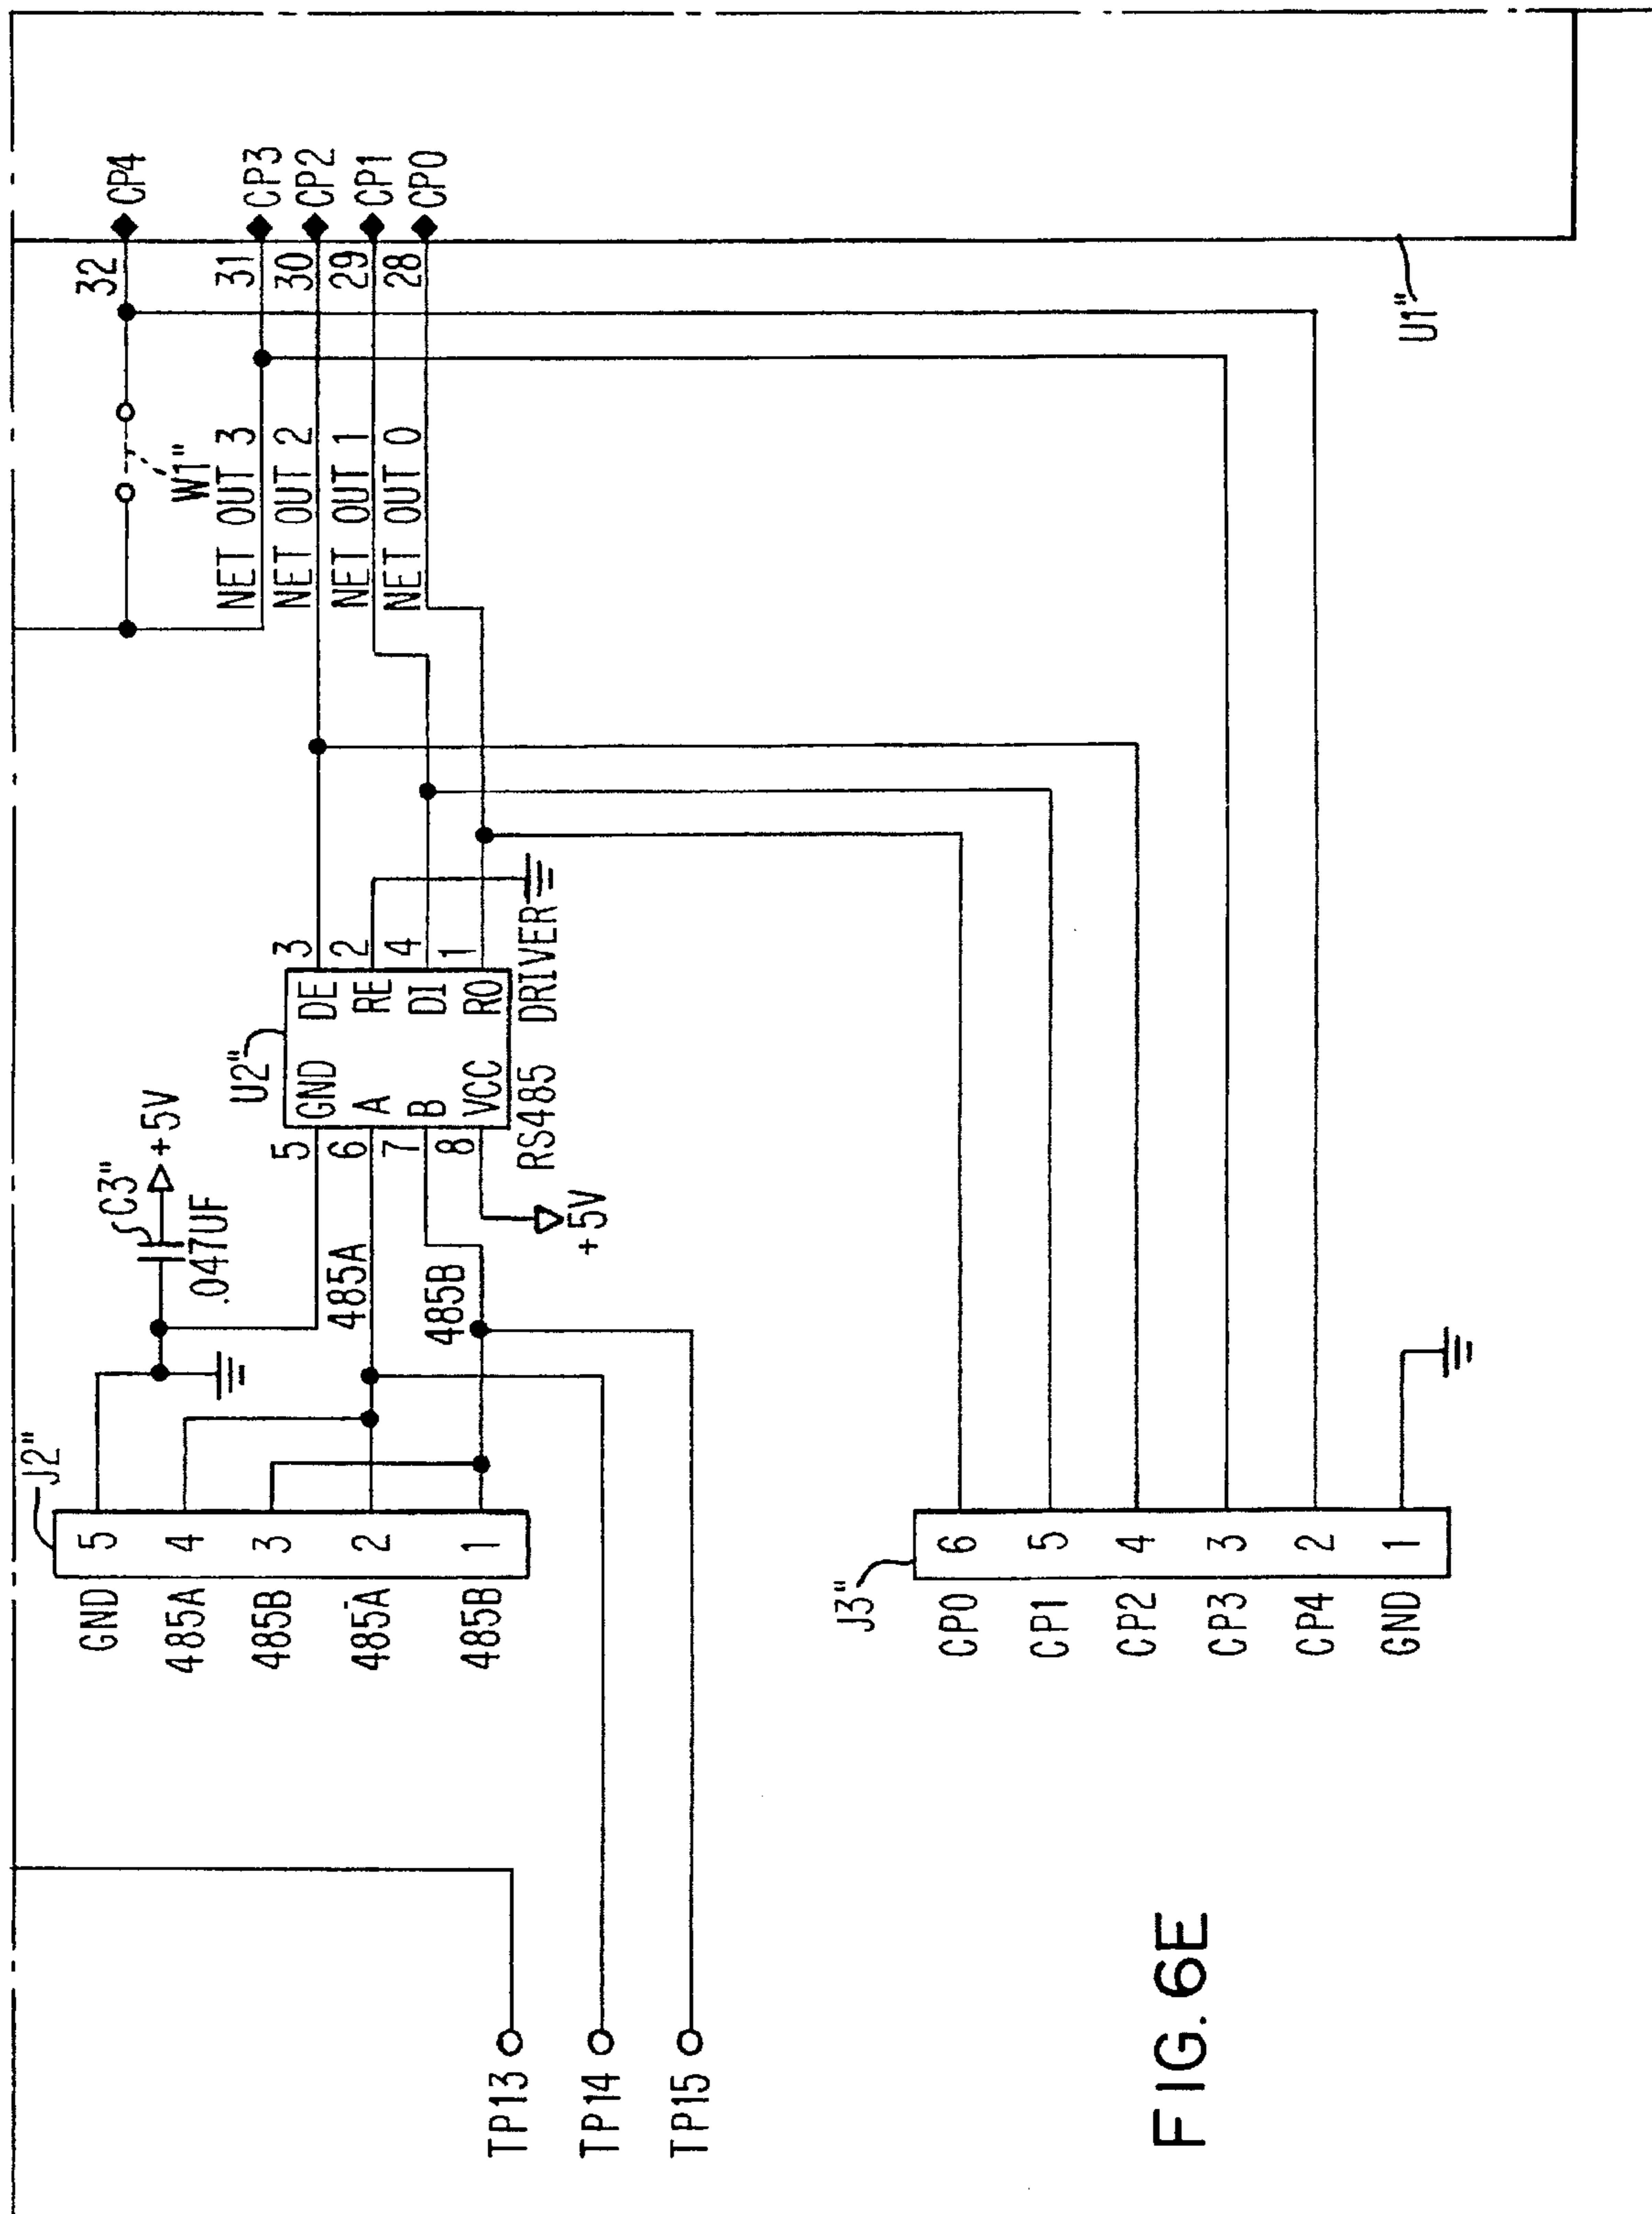 CP4
CP3
CP2
CP1
CP0
32
31
30
29
28
W1"
NET OUT 3
NET OUT 2
NET OUT 1
NET OUT 0
U1"
U2"
3
2
4
1
DE
RE
DI
RO
GND
A
B
VCC
5
6
7
8
RS485 DRIVER
+5V
C3"
.047UF
+5V
485A
485B
J2"
5
4
3
2
1
GND
485A
485B
485A
485B
J3"
6
5
4
3
2
1
CP0
CP1
CP2
CP3
CP4
GND
TP13
TP14
TP15
FIG. 6E